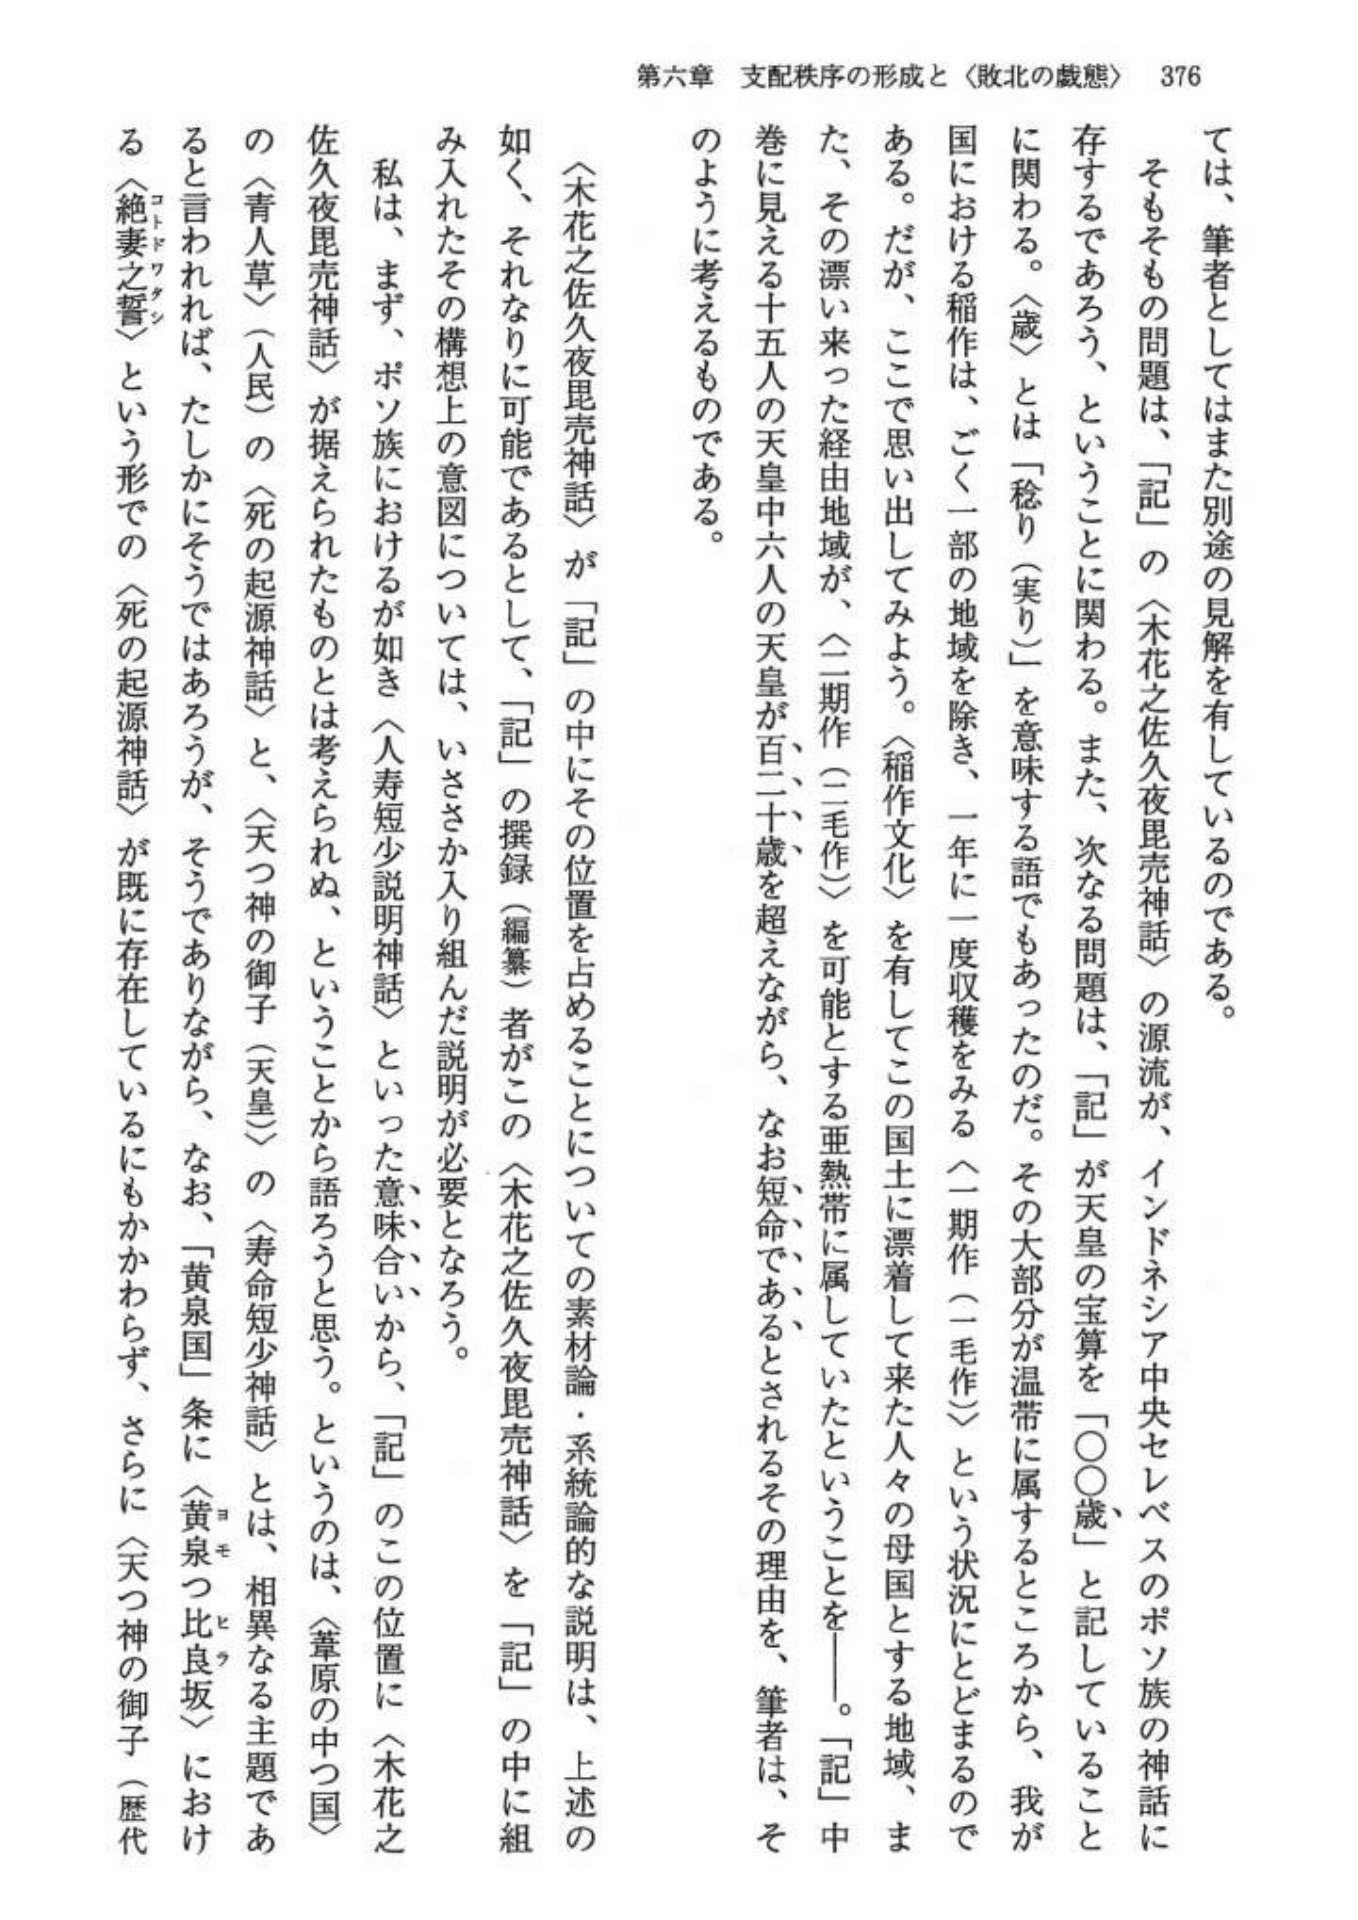 第六章　支配秩序の形成と〈敗北の戯態〉　376
ては、筆者としてはまた別途の見解を有しているのである。
　そもそもの問題は、「記」の〈木花之佐久夜毘売神話〉の源流が、インドネシア中央セレベスのポソ族の神話に
存するであろう、ということに関わる。また、次なる問題は、「記」が天皇の宝算を「〇〇歳」と記していること
に関わる。〈歳〉とは「稔り（実り）」を意味する語でもあったのだ。その大部分が温帯に属するところから、我が
国における稲作は、ごく一部の地域を除き、一年に一度収穫をみる〈一期作（一毛作）〉という状況にとどまるので
ある。だが、ここで思い出してみよう。〈稲作文化〉を有してこの国土に漂着して来た人々の母国とする地域、ま
た、その漂い来った経由地域が、〈二期作（二毛作）〉を可能とする亜熱帯に属していたということを――。「記」中
巻に見える十五人の天皇中六人の天皇が百二十歳を超えながら、なお短命であるとされるその理由を、筆者は、そ
のように考えるものである。
　〈木花之佐久夜毘売神話〉が「記」の中にその位置を占めることについての素材論・系統論的な説明は、上述の
如く、それなりに可能であるとして、「記」の撰録（編纂）者がこの〈木花之佐久夜毘売神話〉を「記」の中に組
み入れたその構想上の意図については、いささか入り組んだ説明が必要となろう。
　私は、まず、ポソ族におけるが如き〈人寿短少説明神話〉といった意味合いから、「記」のこの位置に〈木花之
佐久夜毘売神話〉が据えられたものとは考えられぬ、ということから語ろうと思う。というのは、〈葦原の中つ国〉
の〈青人草〉（人民）の〈死の起源神話〉と、〈天つ神の御子（天皇）〉の〈寿命短少神話〉とは、相異なる主題であ
ると言われれば、たしかにそうではあろうが、そうでありながら、なお、「黄泉国」条に〈黄泉つ比良坂〉におけ
る〈絶妻之誓〉という形での〈死の起源神話〉が既に存在しているにもかかわらず、さらに〈天つ神の御子（歴代